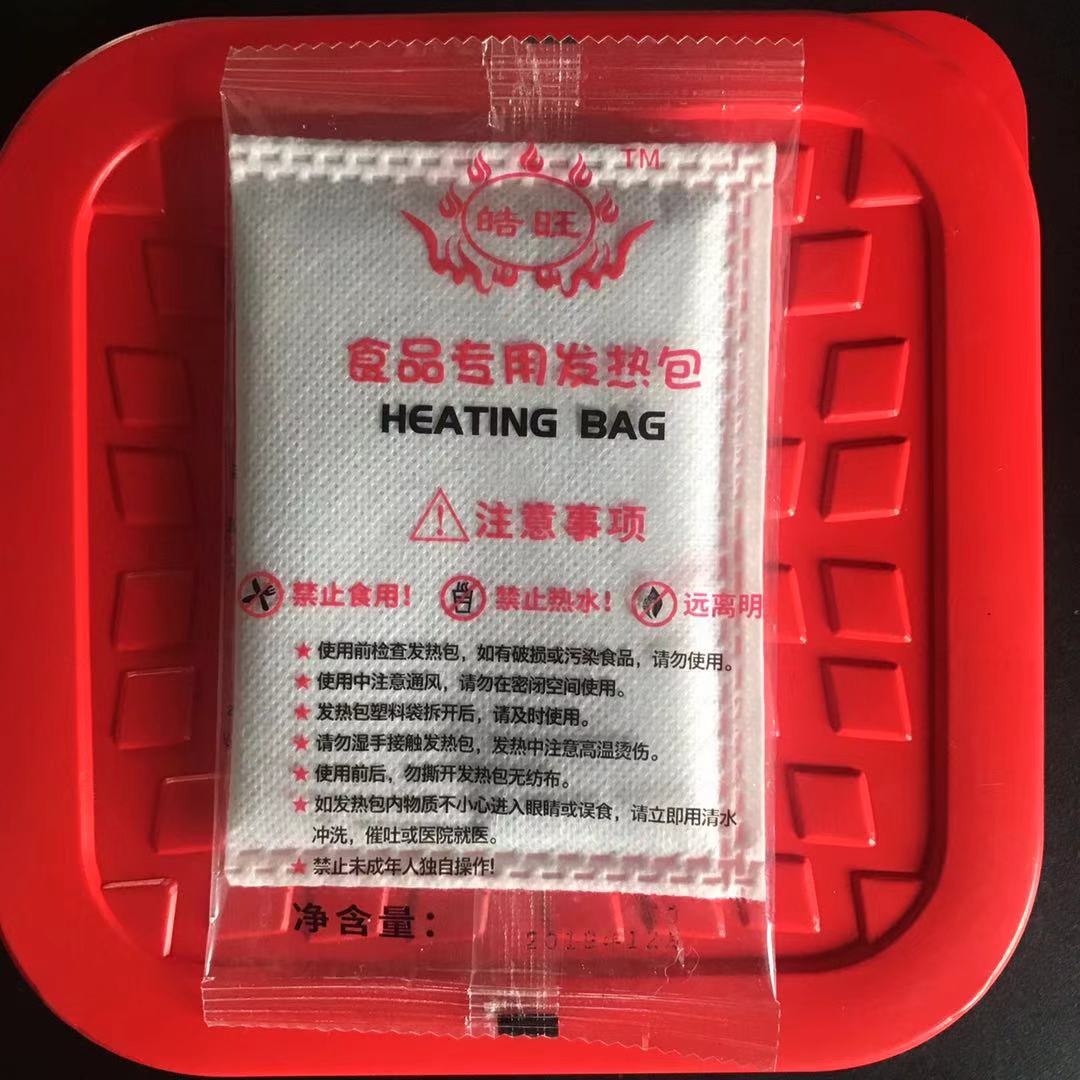 TM
皓旺
食品专用发热包
HEATING BAG
注意事项
禁止食用! 禁止热水! 远离明
★使用前检查发热包，如有破损或污染食品，请勿使用。
★使用中注意通风，请勿在密闭空间使用。
★发热包塑料袋拆开后，请及时使用。
★请勿湿手接触发热包，发热中注意高温烫伤。
★使用前后，勿撕开发热包无纺布。
★如发热包内物质不小心进入眼睛或误食，请立即用清水
冲洗，催吐或医院就医。
★禁止未成年人独自操作!
净含量：